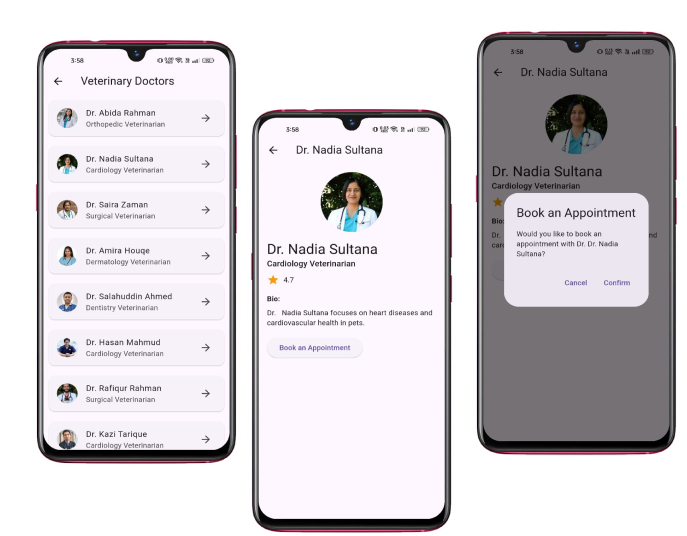 3:58
Veterinary Doctors
Dr. Abida Rahman
Orthopedic Veterinarian
Dr. Nadia Sultana
Cardiology Veterinarian
Dr. Saira Zaman
Surgical Veterinarian
Dr. Amira Houqe
Dermatology Veterinarian
Dr. Salahuddin Ahmed
Dentistry Veterinarian
Dr. Hasan Mahmud
Cardiology Veterinarian
Dr. Rafiqur Rahman
Surgical Veterinarian
Dr. Kazi Tarique
Cardiology Veterinarian
3:58
Dr. Nadia Sultana
Dr. Nadia Sultana
Cardiology Veterinarian
4.7
Bio:
Dr. Nadia Sultana focuses on heart diseases and
cardiovascular health in pets.
Book an Appointment
3:58
Dr. Nadia Sultana
Dr. Nadia Sultana
Cardiology Veterinarian
Bio:
Dr.
nd
card
Book an Appointment
Would you like to book an
appointment with Dr. Dr. Nadia
Sultana?
Cancel Confirm